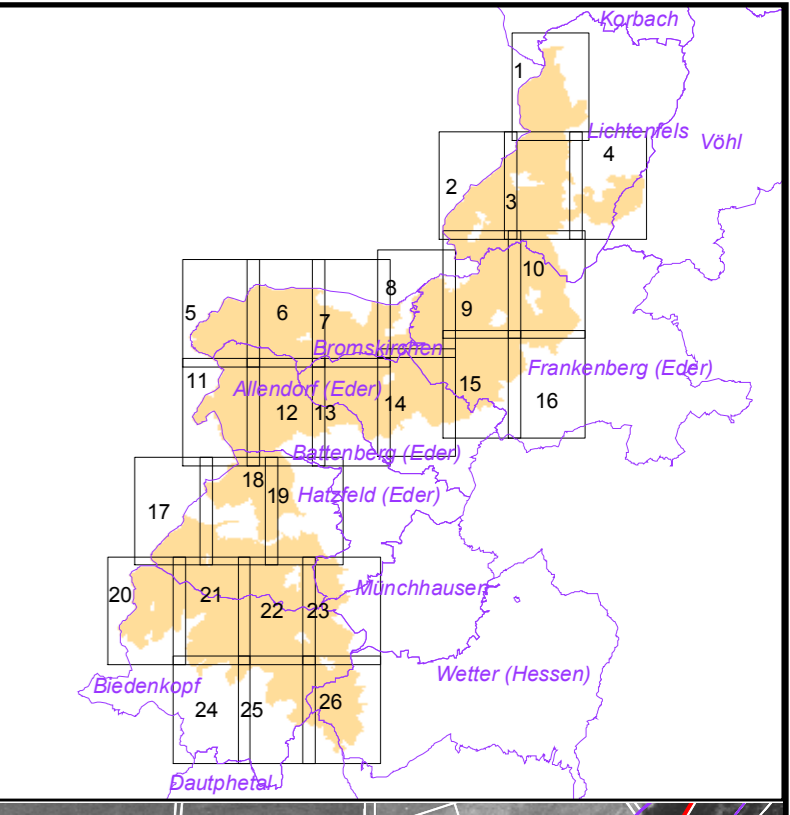 Korbach
1
Lichtenfels
Vöhl
4
2
3
10
8
9
5
6
7
Bromskirchen
Frankenberg (Eder)
11
Allendorf (Eder)
15
12
13
14
16
Battenberg (Eder)
18
Hatzfeld (Eder)
19
17
Münchhausen
20
21
22
23
Wetter (Hessen)
Biedenkopf
24
25
26
Dautphetal